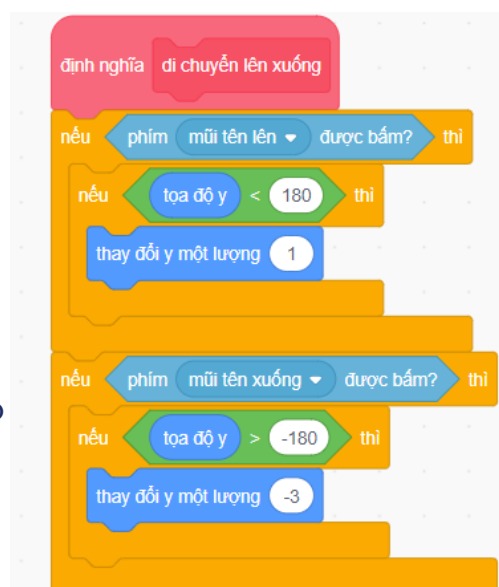 định nghĩa di chuyển lên xuống
nếu phím mũi tên lên được bấm? thì
nếu tọa độ y < 180 thì
thay đổi y một lượng 1
nếu phím mũi tên xuống được bấm? thì
nếu tọa độ y > -180 thì
thay đổi y một lượng -3